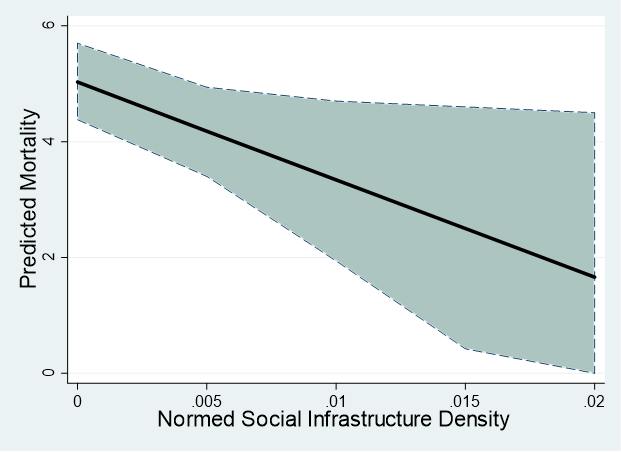 Predicted Mortality
6
4
2
0
0 .005 .01 .015 .02
Normed Social Infrastructure Density